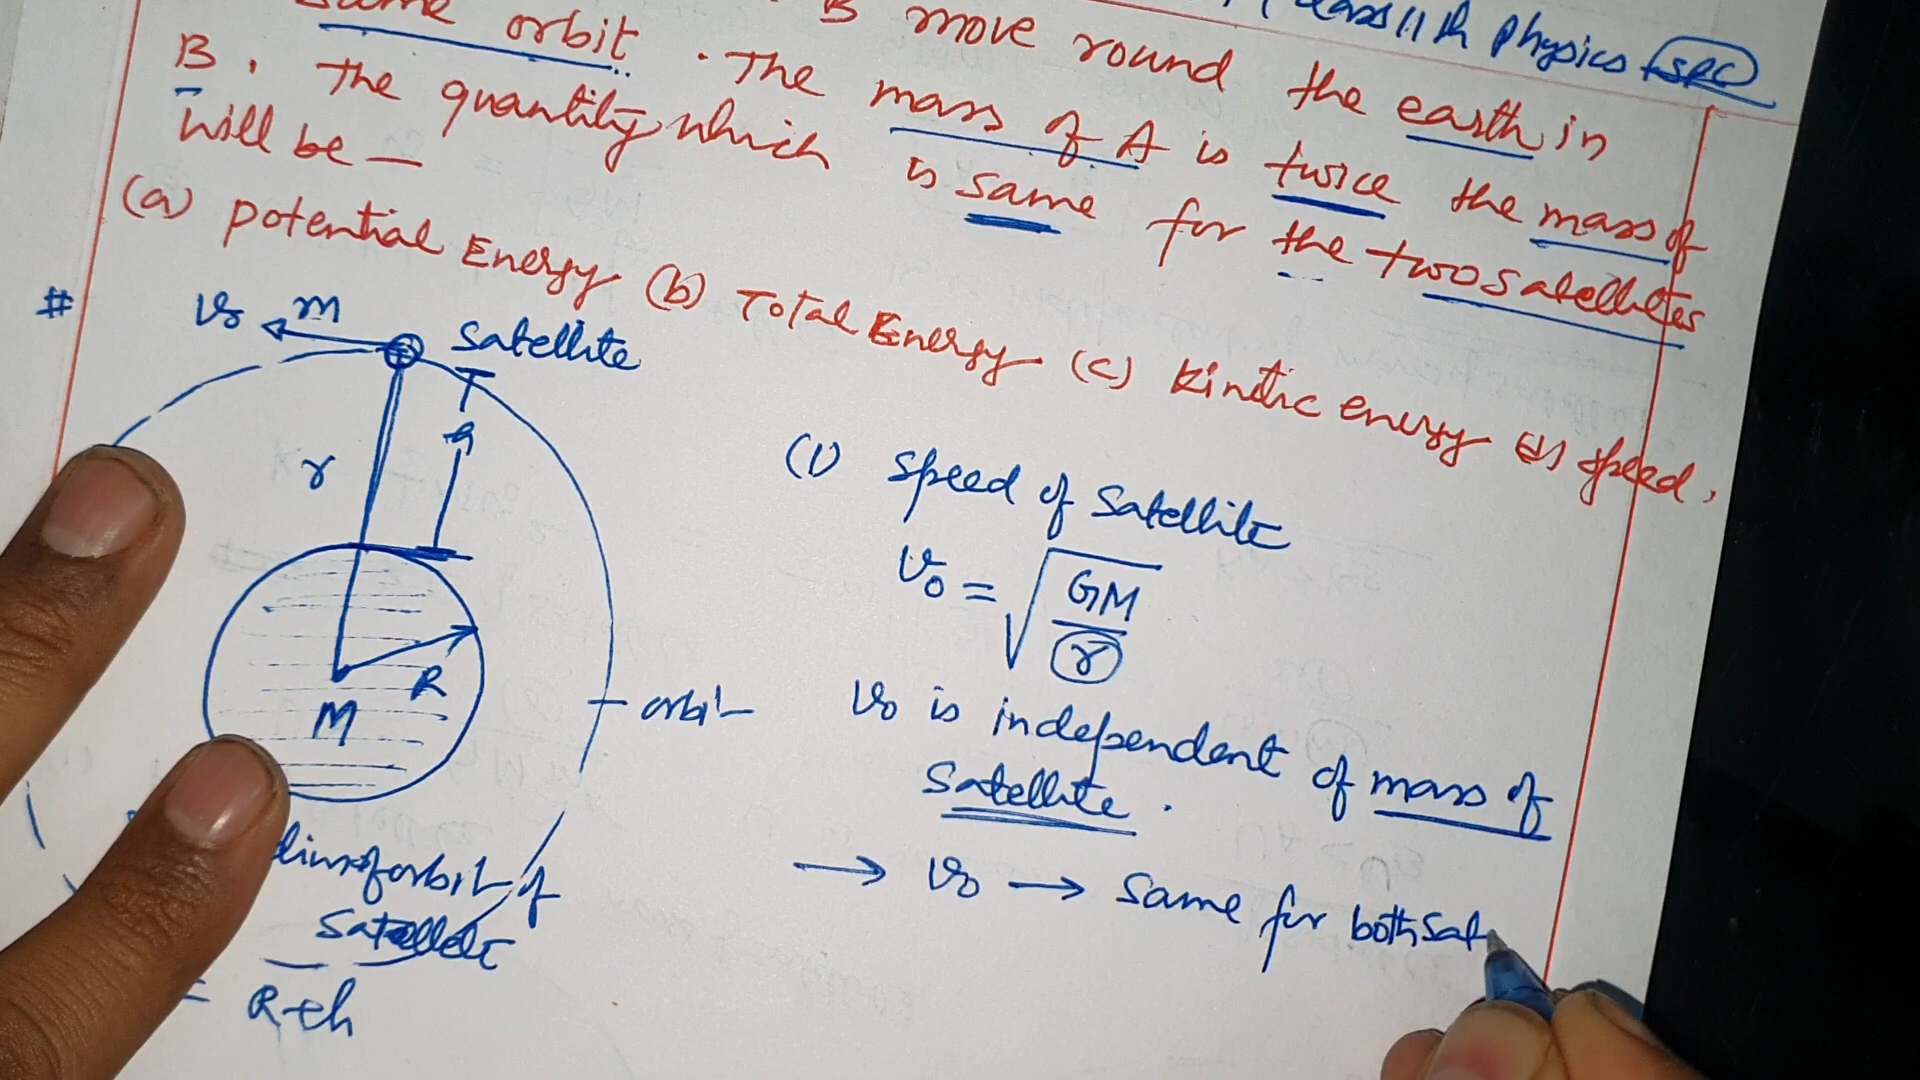 class 11th physics SPC
same orbit. B move round the earth in
B. The mass of A is twice the mass of
The quantity which is same for the two satellites
will be —
(a) potential Energy (b) Total Energy (c) Kinetic energy (d) speed.
#
v₀ m
Satellite
r
h
R
M
orbit
of orbit of
Satellite
= R+h
(1) speed of Satellite
v₀ = √GM/r
v₀ is independent of mass of
Satellite.
→ v₀ → same for both Sat